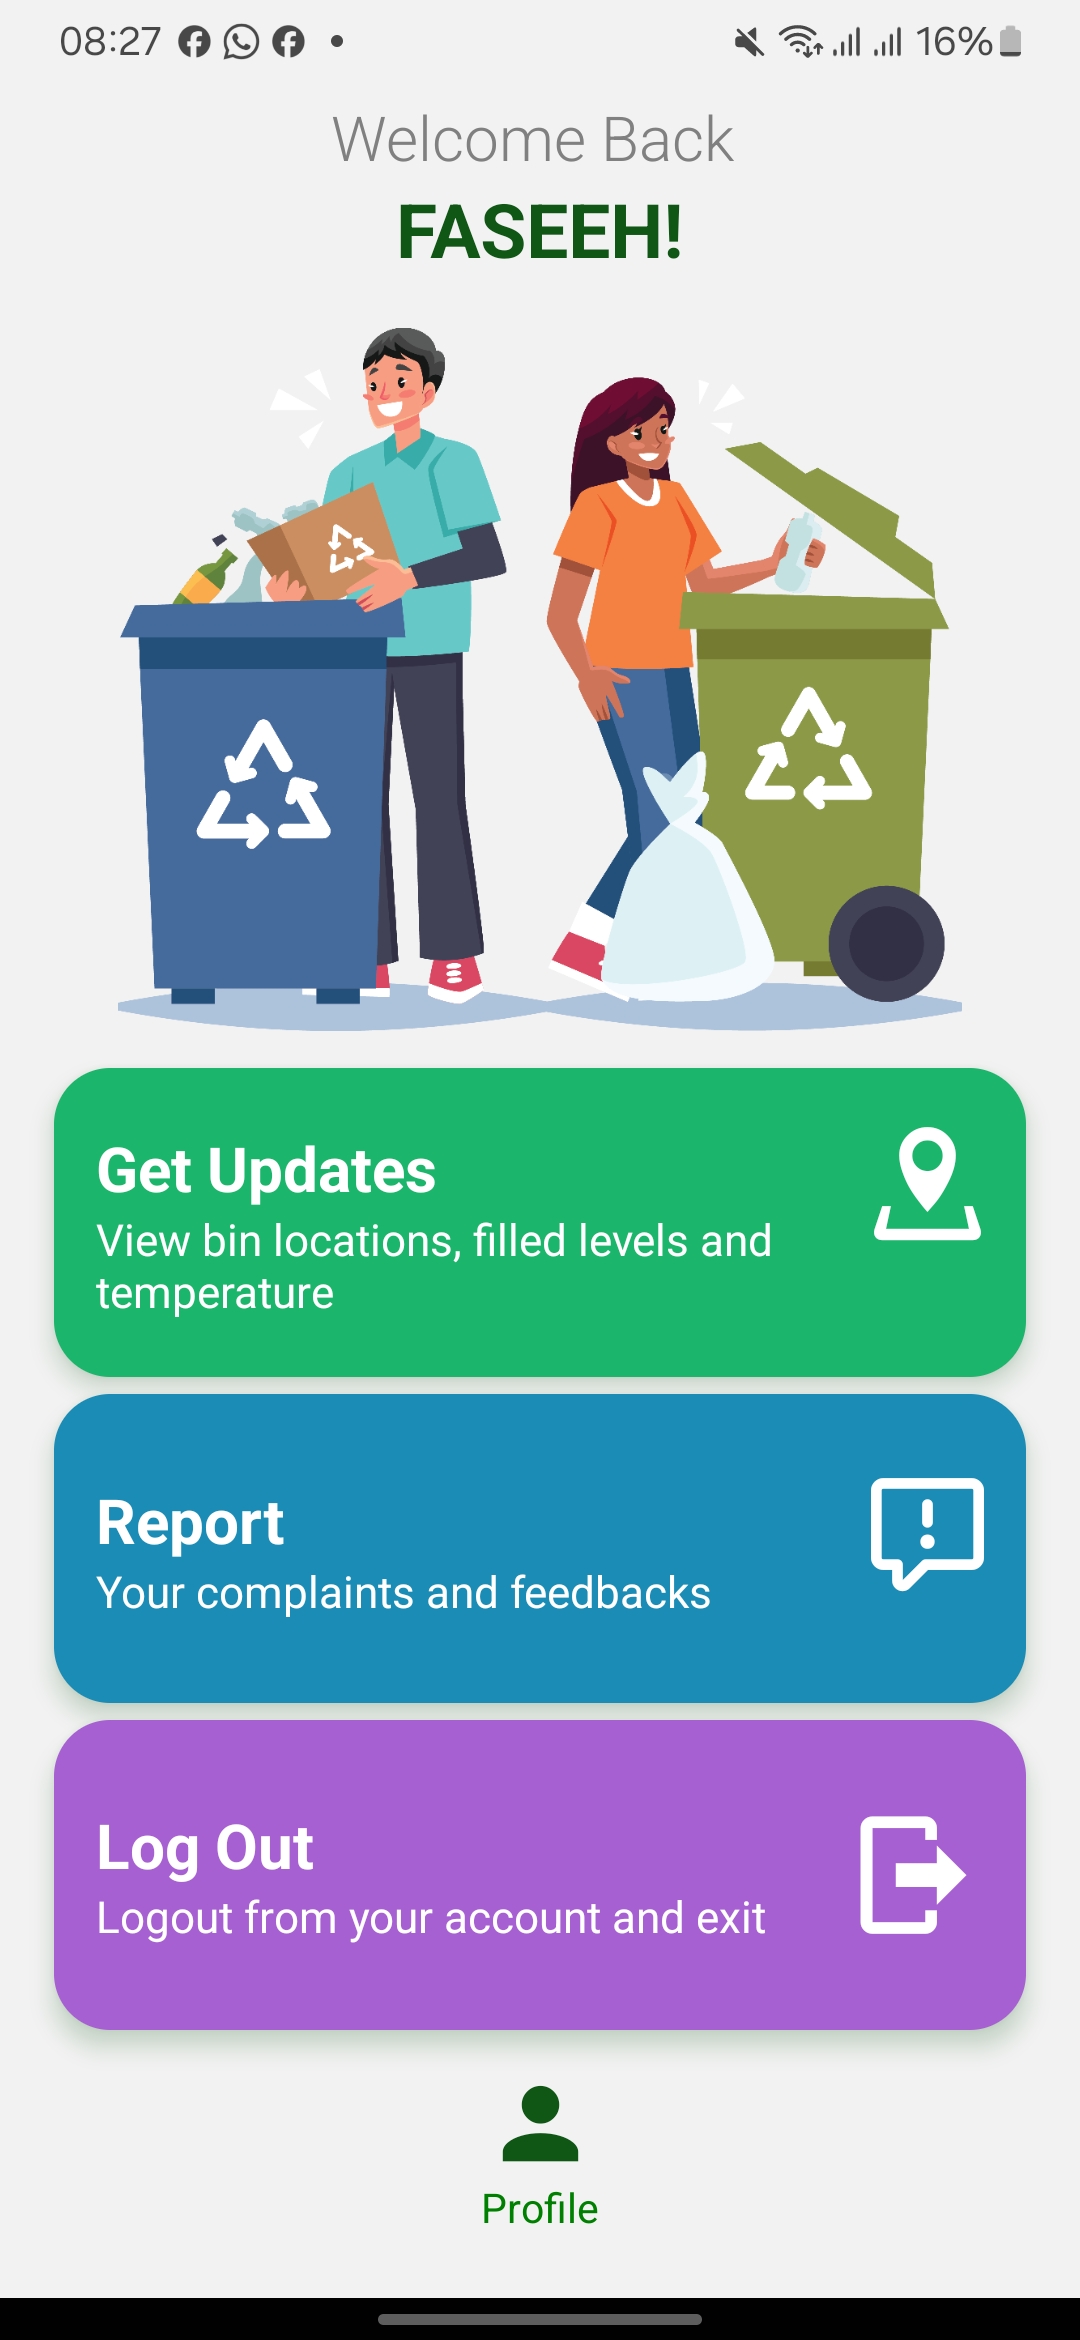 08:27
16%
Welcome Back
FASEEH!
Get Updates
View bin locations, filled levels and
temperature
Report
Your complaints and feedbacks
Log Out
Logout from your account and exit
Profile